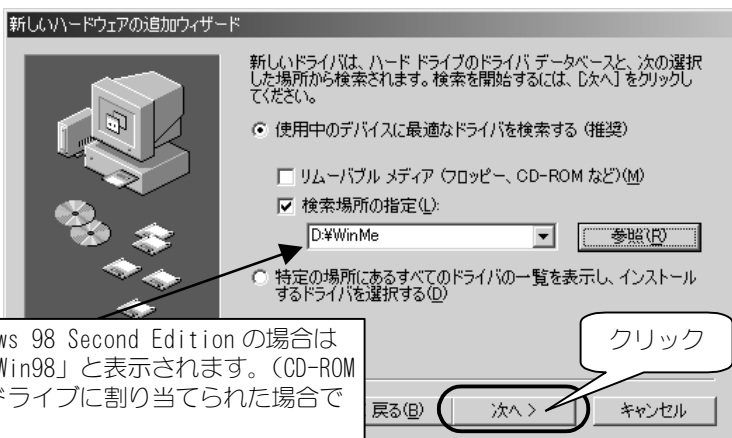 新しいハードウェアの追加ウィザード
新しいドライバは、ハード ドライブのドライバ データベースと、次の選択
した場所から検索されます。検索を開始するには、[次へ] をクリックし
てください。
使用中のデバイスに最適なドライバを検索する (推奨)
リムーバブル メディア (フロッピー、CD-ROM など)(M)
検索場所の指定(L):
D:¥WinMe
参照(R)
特定の場所にあるすべてのドライバの一覧を表示し、インストール
するドライバを選択する(D)
ws 98 Second Edition の場合は
Win98」と表示されます。(CD-ROM
ドライブに割り当てられた場合で
クリック
戻る(B)
次へ >
キャンセル